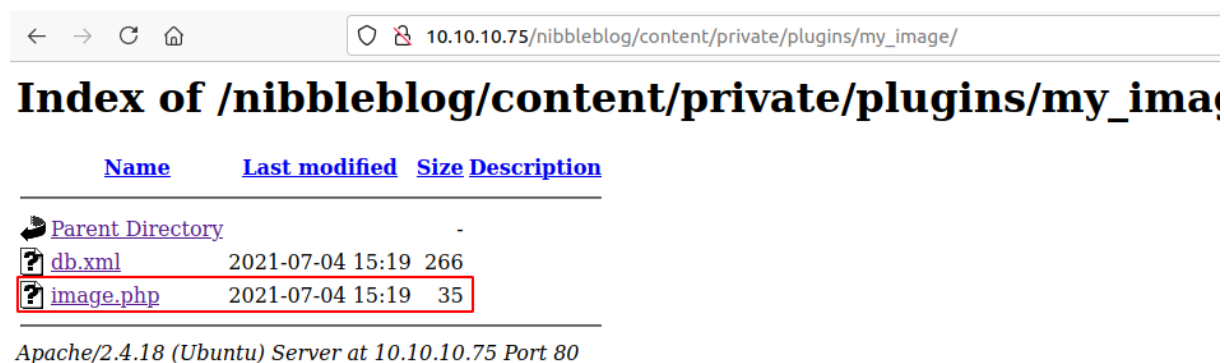 10.10.10.75/nibbleblog/content/private/plugins/my_image/
Index of /nibbleblog/content/private/plugins/my_ima
Name Last modified Size Description
Parent Directory -
db.xml 2021-07-04 15:19 266
image.php 2021-07-04 15:19 35
Apache/2.4.18 (Ubuntu) Server at 10.10.10.75 Port 80